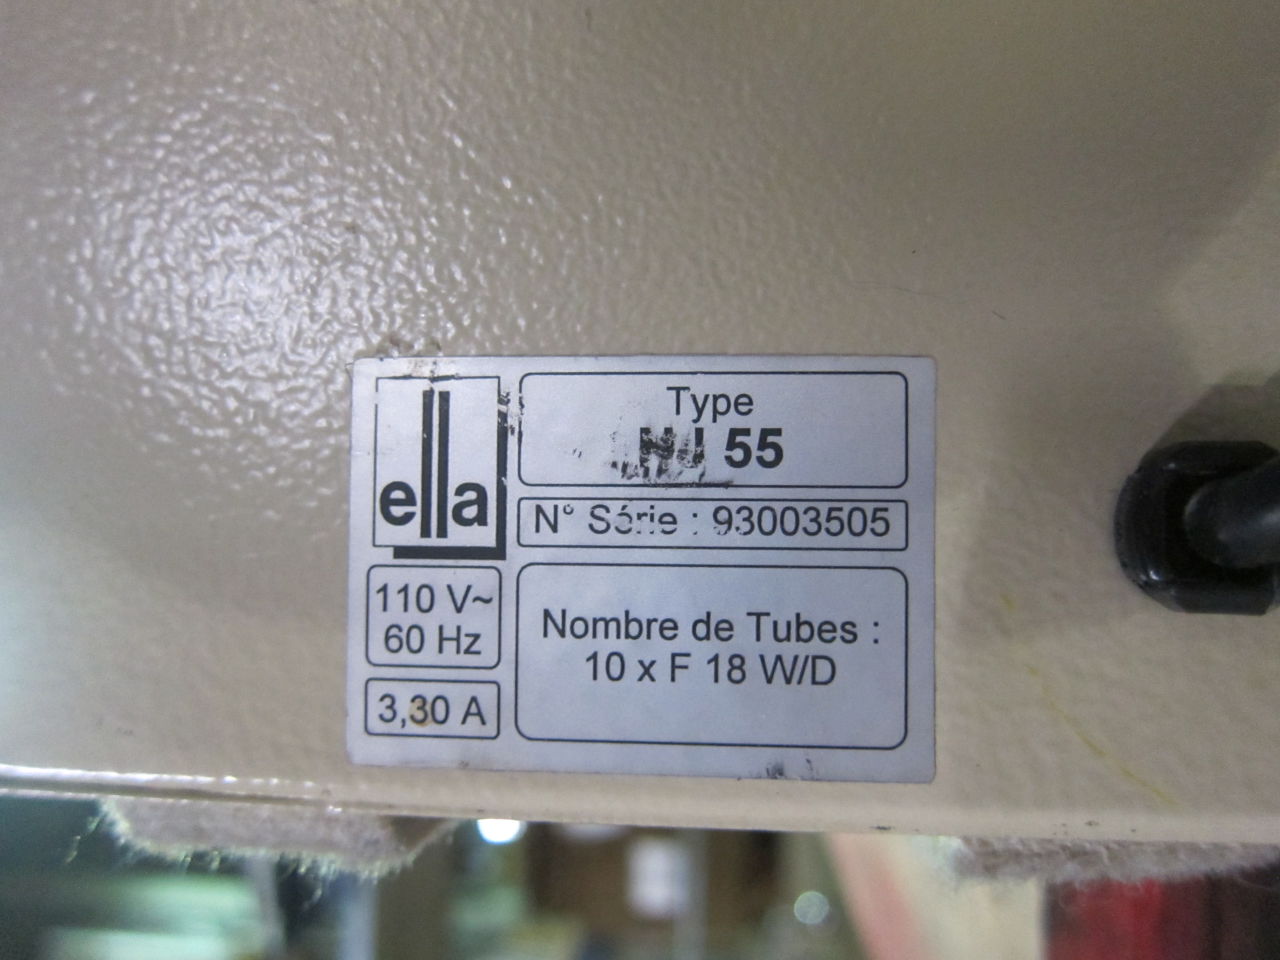 ella
Type
55
N° Série : 93003505
110 V~
60 Hz
3,30 A
Nombre de Tubes :
10 x F 18 W/D